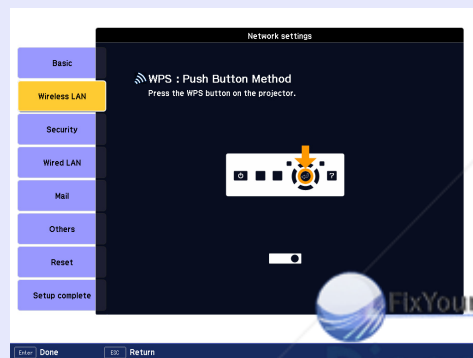 Network settings
Basic
Wireless LAN
Security
Wired LAN
Mail
Others
Reset
Setup complete
WPS : Push Button Method
Press the WPS button on the projector.
?
FixYour
Enter Done
ESC Return